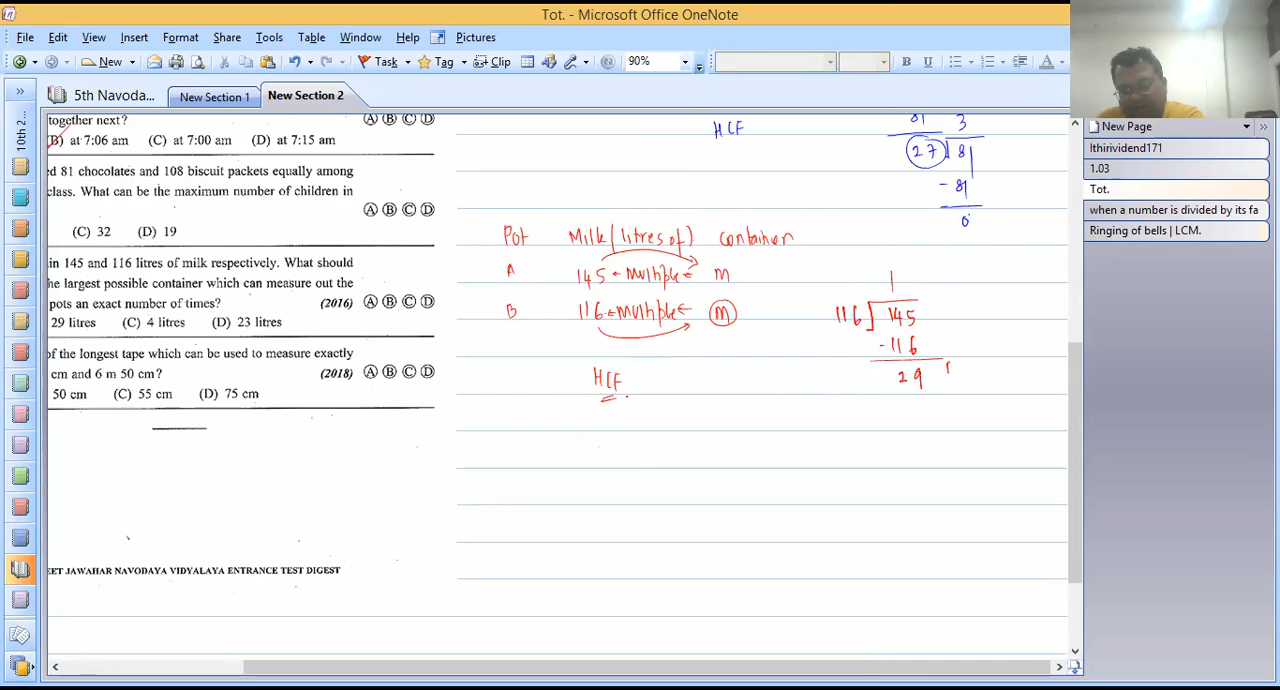 Tot. - Microsoft Office OneNote
File Edit View Insert Format Share Tools Table Window Help Pictures
New Task Tag Clip 90% B U A
5th Navoda... New Section 1 New Section 2
10th 2...
New Page
Ithirividend171
1.03
Tot.
when a number is divided by its fa
Ringing of bells | LCM.
together next? A B C D
B) at 7:06 am (C) at 7:00 am (D) at 7:15 am
d 81 chocolates and 108 biscuit packets equally among
class. What can be the maximum number of children in
A B C D
(C) 32 (D) 19
in 145 and 116 litres of milk respectively. What should
he largest possible container which can measure out the
pots an exact number of times? (2016) A B C D
29 litres (C) 4 litres (D) 23 litres
of the longest tape which can be used to measure exactly
cm and 6 m 50 cm? (2018) A B C D
50 cm (C) 55 cm (D) 75 cm
EET JAWAHAR NAVODAYA VIDYALAYA ENTRANCE TEST DIGEST
HCF
81 3
27 81
- 81
0
Pot Milk (litres of) container
A 145 multiple m
B 116 multiple m
HCF
1
116 145
-116
29